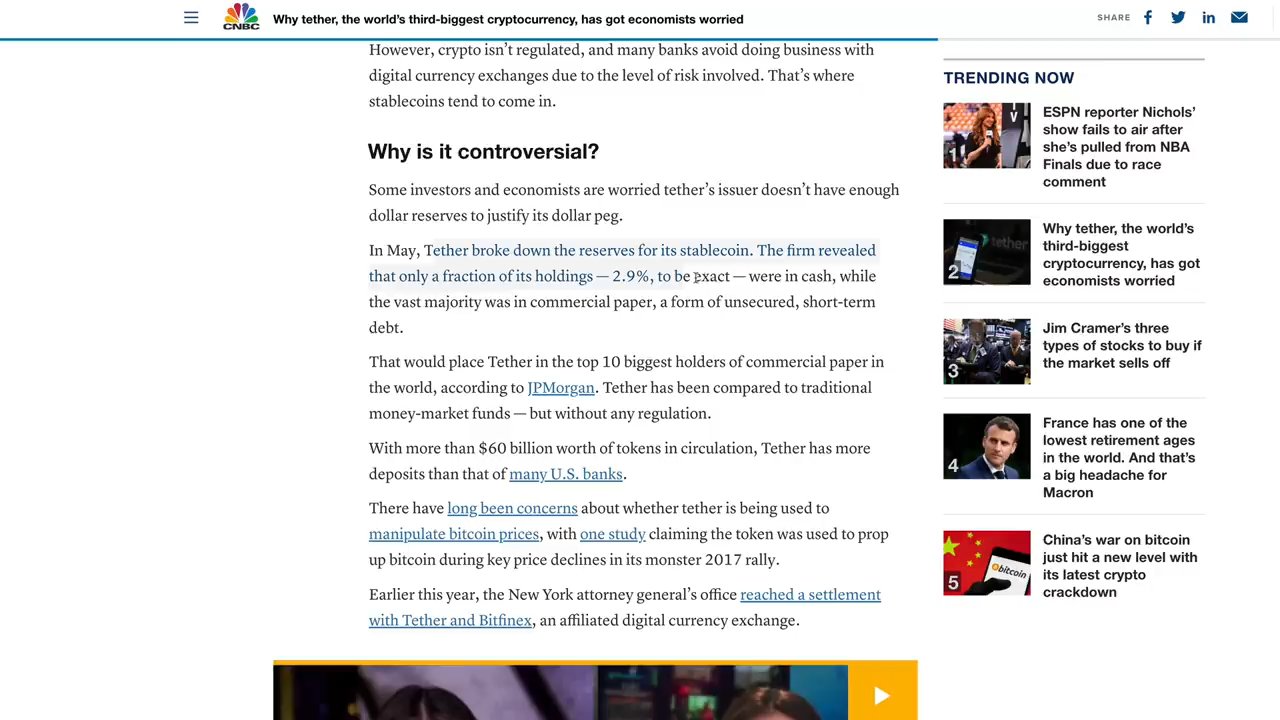 CNBC
Why tether, the world’s third-biggest cryptocurrency, has got economists worried
SHARE
However, crypto isn’t regulated, and many banks avoid doing business with
digital currency exchanges due to the level of risk involved. That’s where
stablecoins tend to come in.
Why is it controversial?
Some investors and economists are worried tether’s issuer doesn’t have enough
dollar reserves to justify its dollar peg.
In May, Tether broke down the reserves for its stablecoin. The firm revealed
that only a fraction of its holdings — 2.9%, to be exact — were in cash, while
the vast majority was in commercial paper, a form of unsecured, short-term
debt.
That would place Tether in the top 10 biggest holders of commercial paper in
the world, according to JPMorgan. Tether has been compared to traditional
money-market funds — but without any regulation.
With more than $60 billion worth of tokens in circulation, Tether has more
deposits than that of many U.S. banks.
There have long been concerns about whether tether is being used to
manipulate bitcoin prices, with one study claiming the token was used to prop
up bitcoin during key price declines in its monster 2017 rally.
Earlier this year, the New York attorney general’s office reached a settlement
with Tether and Bitfinex, an affiliated digital currency exchange.
TRENDING NOW
1
V
ESPN reporter Nichols’
show fails to air after
she’s pulled from NBA
Finals due to race
comment
2
tether
Why tether, the world’s
third-biggest
cryptocurrency, has got
economists worried
3
Jim Cramer’s three
types of stocks to buy if
the market sells off
4
France has one of the
lowest retirement ages
in the world. And that’s
a big headache for
Macron
5
bitcoin
China’s war on bitcoin
just hit a new level with
its latest crypto
crackdown